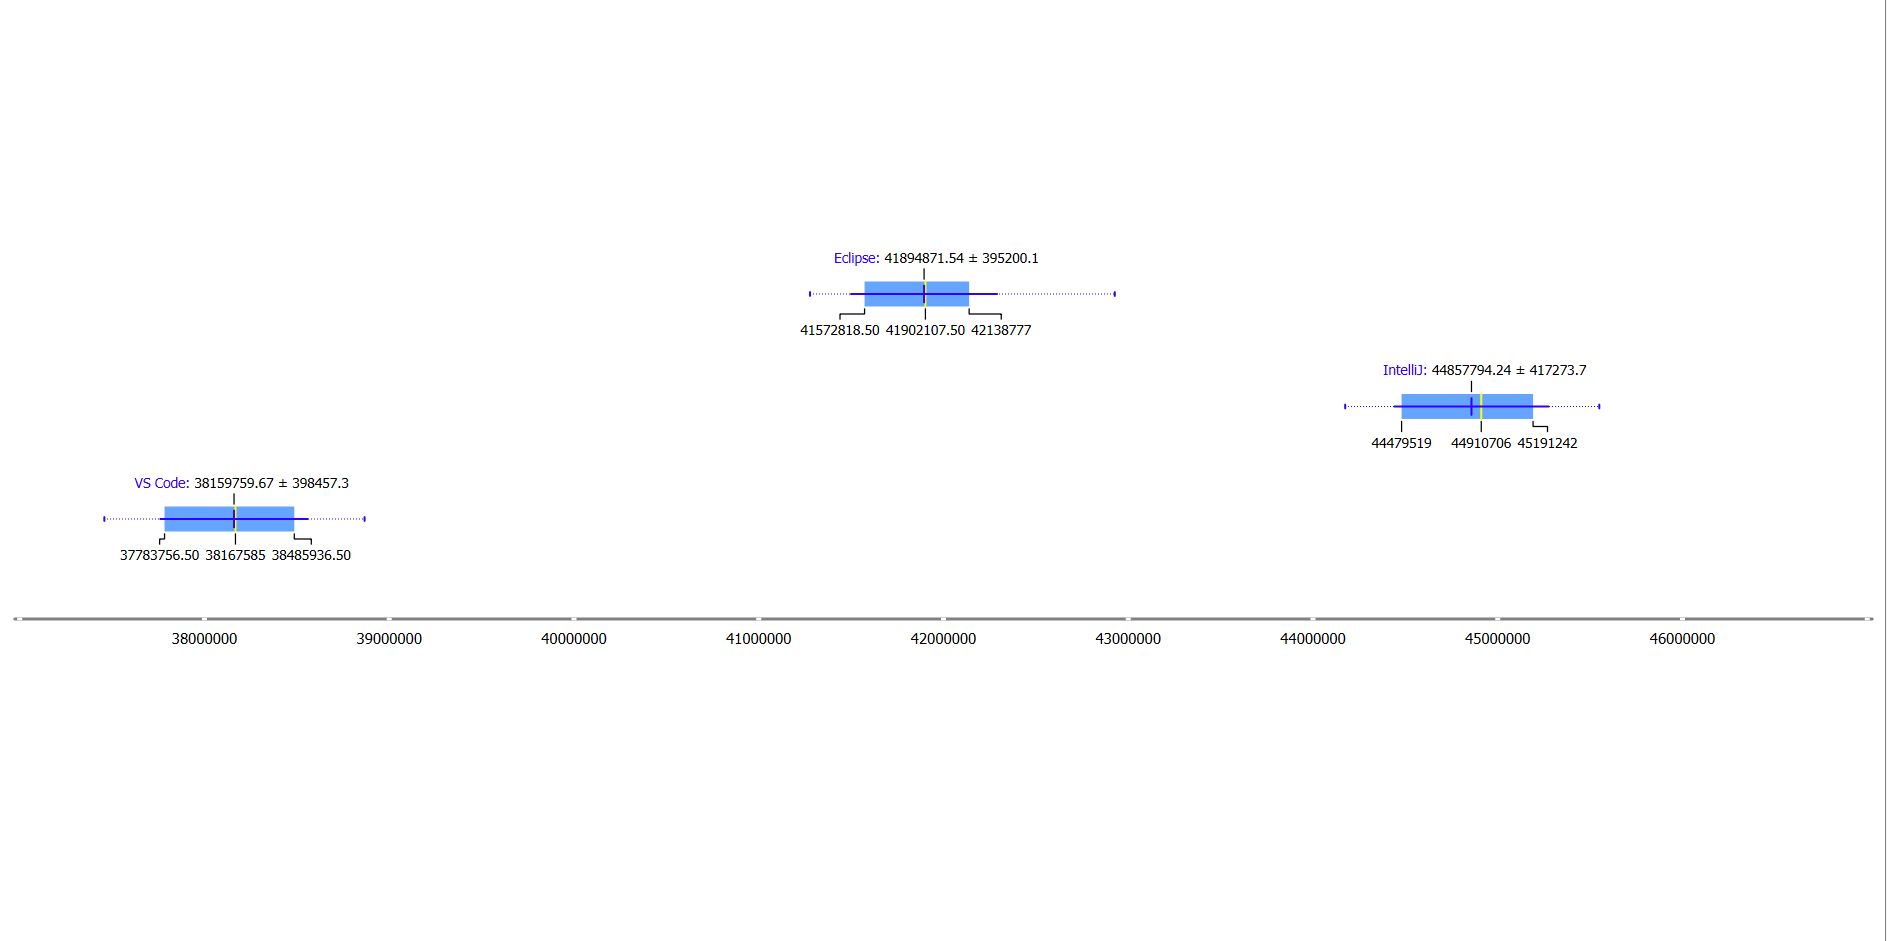 Eclipse: 41894871.54 ± 395200.1
41572818.50 41902107.50 42138777
IntelliJ: 44857794.24 ± 417273.7
44479519 44910706 45191242
VS Code: 38159759.67 ± 398457.3
37783756.50 38167585 38485936.50
38000000 39000000 40000000 41000000 42000000 43000000 44000000 45000000 46000000